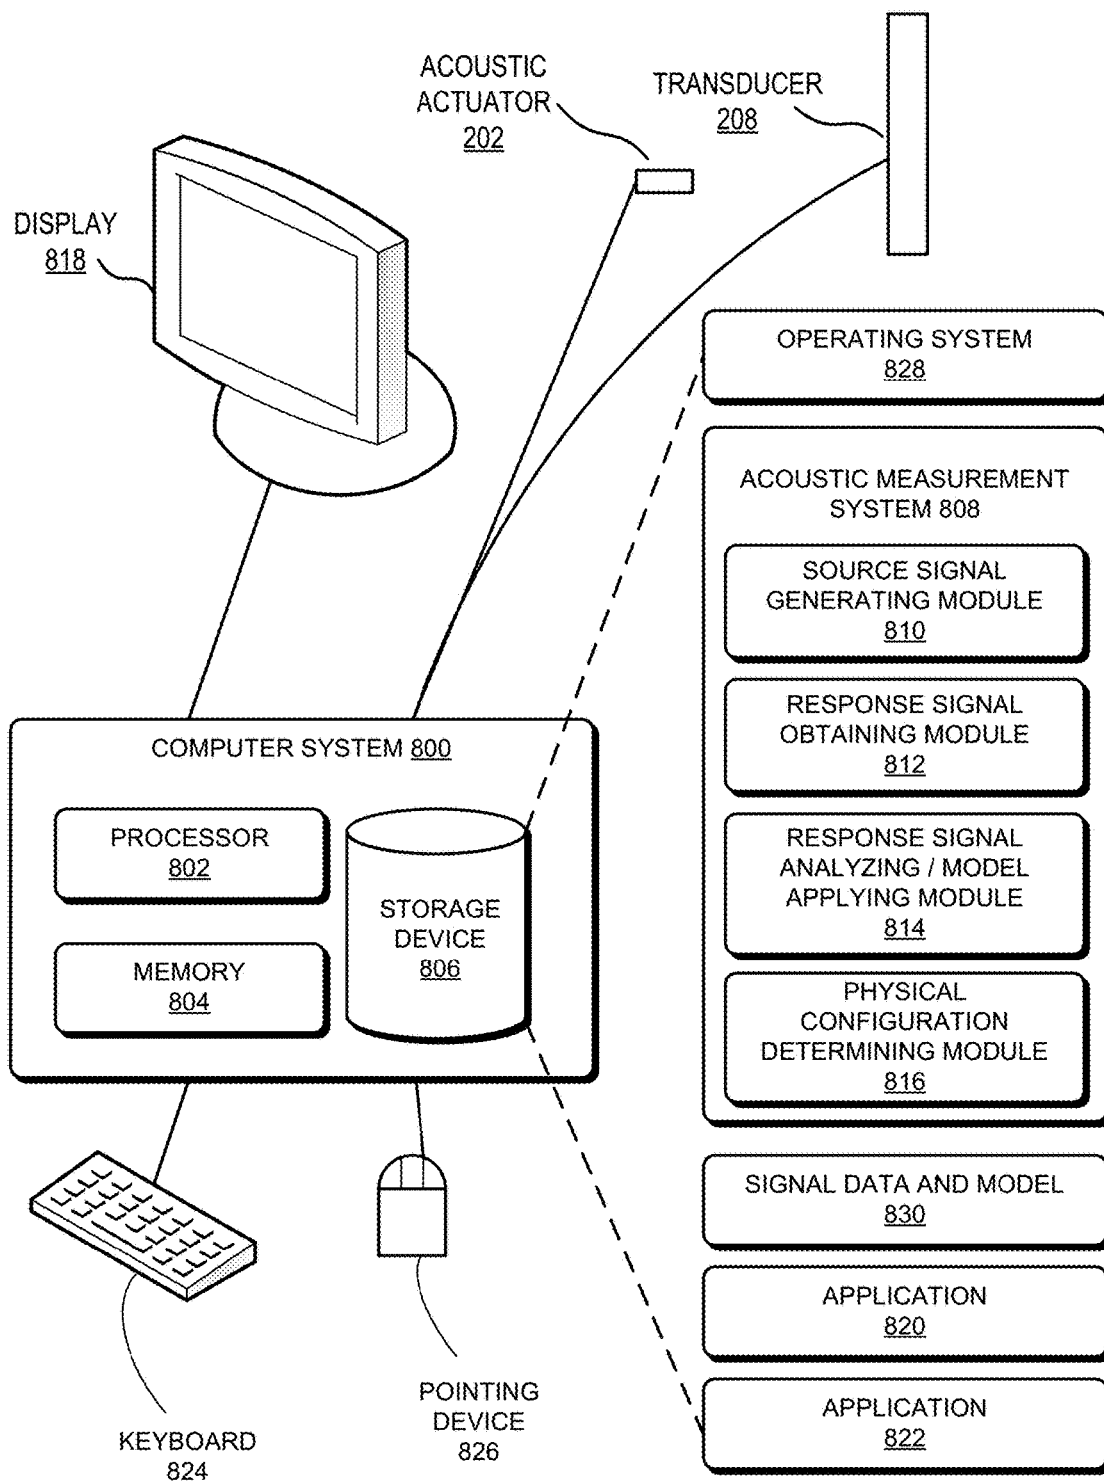 ACOUSTIC
ACTUATOR
202
TRANSDUCER
208
DISPLAY
818
OPERATING SYSTEM
828
ACOUSTIC MEASUREMENT
SYSTEM 808
SOURCE SIGNAL
GENERATING MODULE
810
RESPONSE SIGNAL
OBTAINING MODULE
812
RESPONSE SIGNAL
ANALYZING / MODEL
APPLYING MODULE
814
PHYSICAL
CONFIGURATION
DETERMINING MODULE
816
COMPUTER SYSTEM 800
PROCESSOR
802
MEMORY
804
STORAGE
DEVICE
806
SIGNAL DATA AND MODEL
830
APPLICATION
820
APPLICATION
822
KEYBOARD
824
POINTING
DEVICE
826